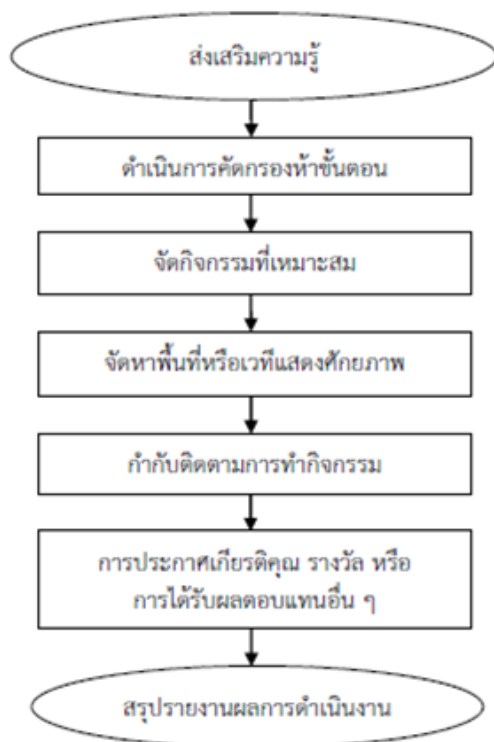 ส่งเสริมความรู้
ดำเนินการคัดกรองห้าขั้นตอน
จัดกิจกรรมที่เหมาะสม
จัดหาพื้นที่หรือเวทีแสดงศักยภาพ
กำกับติดตามการทำกิจกรรม
การประกาศเกียรติคุณ รางวัล หรือ
การได้รับผลตอบแทนอื่น ๆ
สรุปรายงานผลการดำเนินงาน